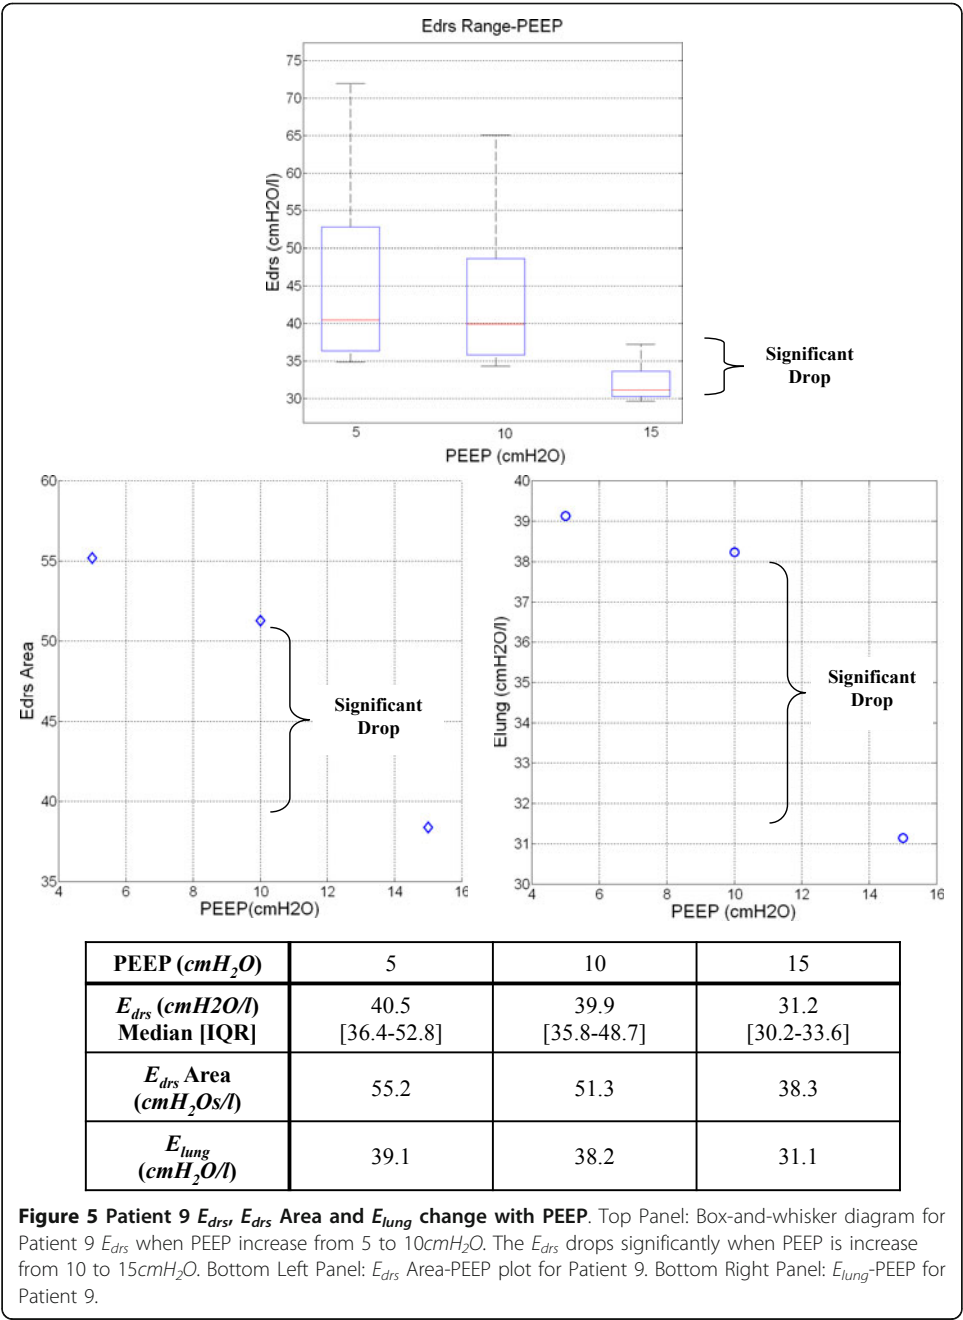 Edrs Range-PEEP
75
70
65
60
55
50
45
40
35
30
Edrs (cmH2O/l)
5 10 15
PEEP (cmH2O)
Significant
Drop
60
55
50
45
40
35
Edrs Area
4 6 8 10 12 14 16
PEEP(cmH2O)
Significant
Drop
40
39
38
37
36
35
34
33
32
31
30
Elung (cmH2O/l)
4 6 8 10 12 14 16
PEEP (cmH2O)
Significant
Drop
PEEP (cmH2O) 5 10 15
Edrs (cmH2O/l) 40.5 39.9 31.2
Median [IQR] [36.4-52.8] [35.8-48.7] [30.2-33.6]
Edrs Area
(cmH2Os/l) 55.2 51.3 38.3
Elung
(cmH2O/l) 39.1 38.2 31.1
Figure 5 Patient 9 Edrs, Edrs Area and Elung change with PEEP. Top Panel: Box-and-whisker diagram for
Patient 9 Edrs when PEEP increase from 5 to 10cmH2O. The Edrs drops significantly when PEEP is increase
from 10 to 15cmH2O. Bottom Left Panel: Edrs Area-PEEP plot for Patient 9. Bottom Right Panel: Elung-PEEP for
Patient 9.